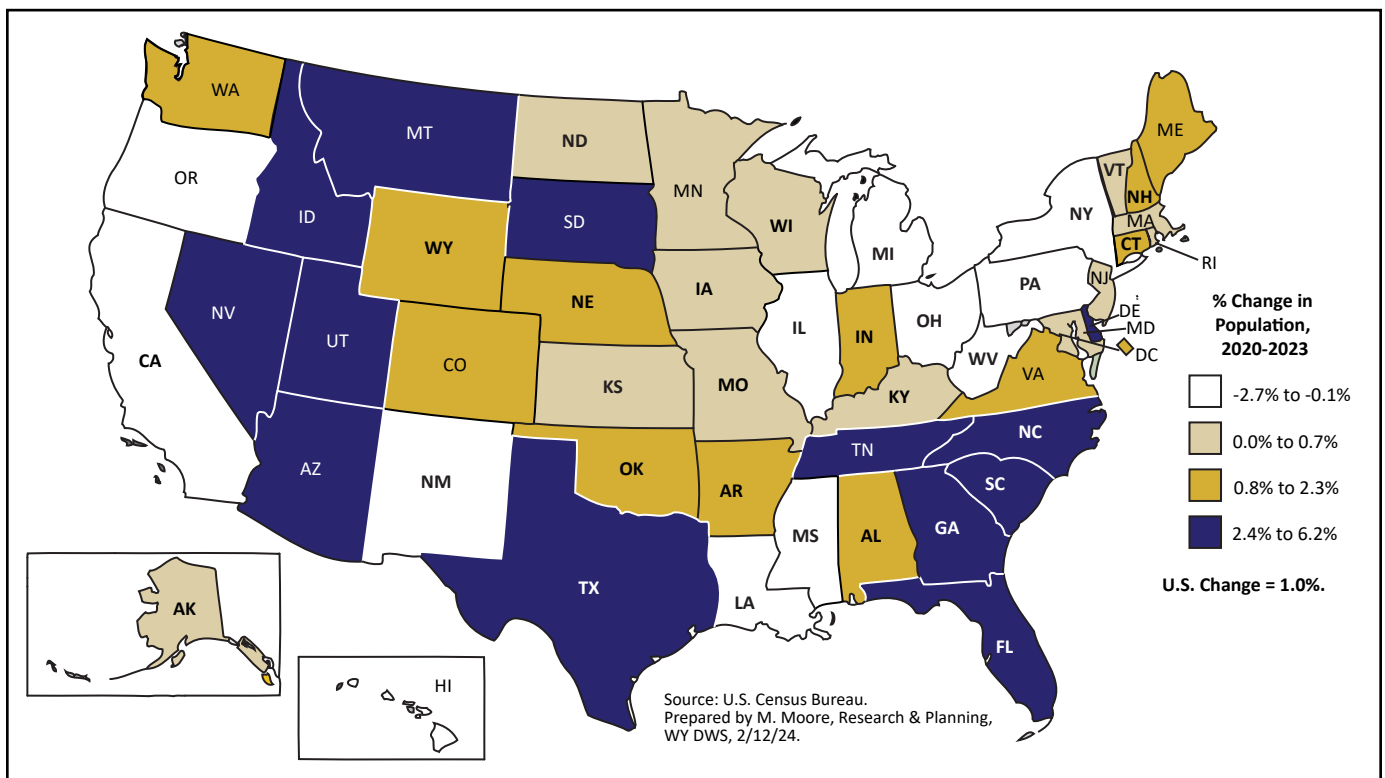 WA
MT
ND
MN
ME
VT
NH
OR
ID
SD
WI
NY
MA
CT
RI
WY
MI
IA
NE
PA
NJ
NV
UT
CO
IL
IN
OH
DE
MD
DC
CA
KS
MO
WV
VA
KY
AZ
NM
OK
AR
TN
NC
SC
MS
AL
GA
TX
LA
FL
AK
HI
% Change in
Population,
2020-2023
-2.7% to -0.1%
0.0% to 0.7%
0.8% to 2.3%
2.4% to 6.2%
U.S. Change = 1.0%.
Source: U.S. Census Bureau.
Prepared by M. Moore, Research & Planning,
WY DWS, 2/12/24.